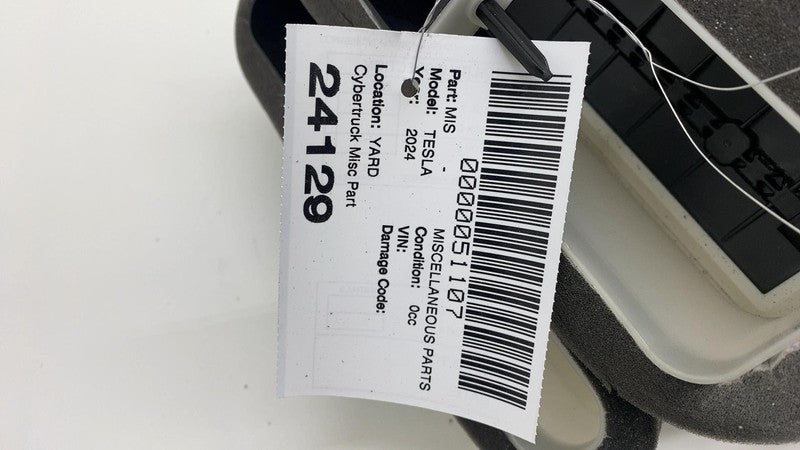 0000051107
Part: MIS - MISCELLANEOUS PARTS
Model: TESLA Condition: 0cc
2024 VIN:
Location: YARD Damage Code:
Cybertruck Misc Part
24129